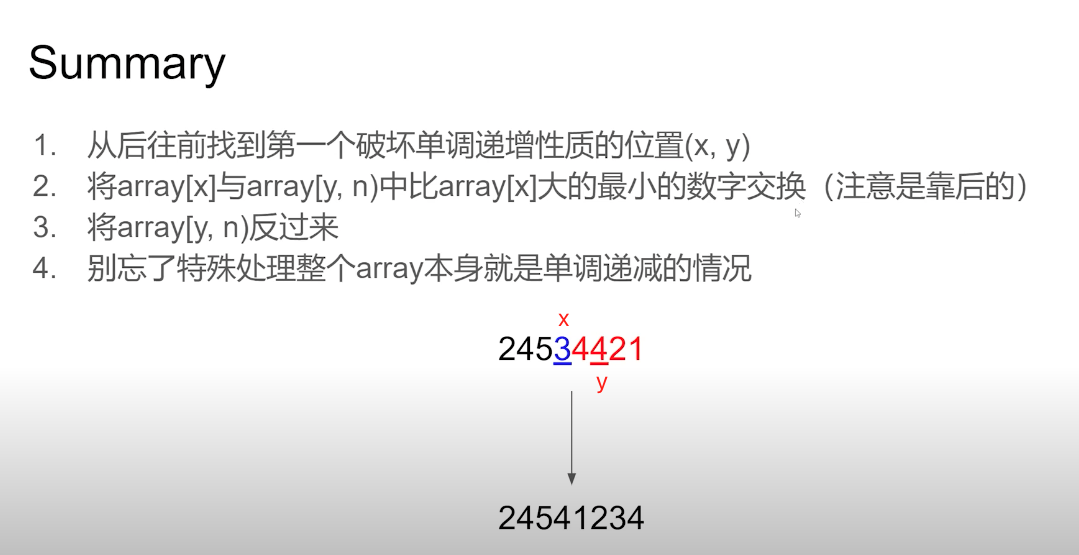 Summary
1. 从后往前找到第一个破坏单调递增性质的位置(x, y)
2. 将array[x]与array[y, n)中比array[x]大的最小的数字交换（注意是靠后的）
3. 将array[y, n)反过来
4. 别忘了特殊处理整个array本身就是单调递减的情况
x
24534421
y
24541234